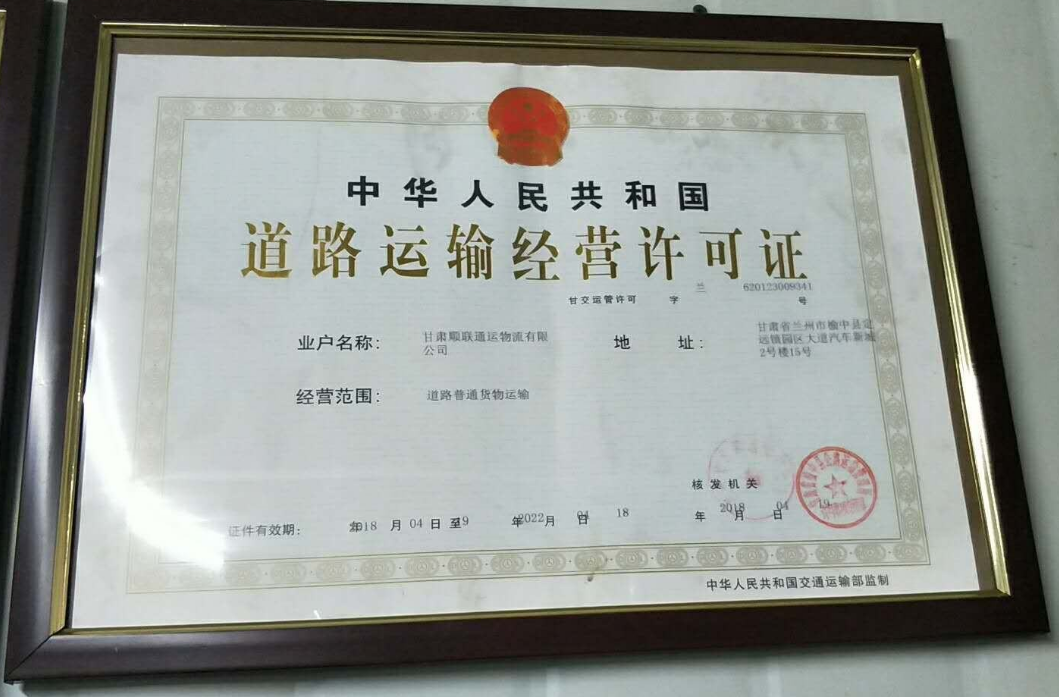 中华人民共和国
道路运输经营许可证
甘交运管许可 字 兰 620123009341 号
业户名称： 甘肃顺联通运物流有限
公司
地 址： 甘肃省兰州市榆中县定
远镇园区大道汽车新城
2号楼15号
经营范围： 道路普通货物运输
核发机关
证件有效期： 2018 年 04 月 19 日 至 2022 年 04 月 18 日
2018 年 04 月 19 日
中华人民共和国交通运输部监制